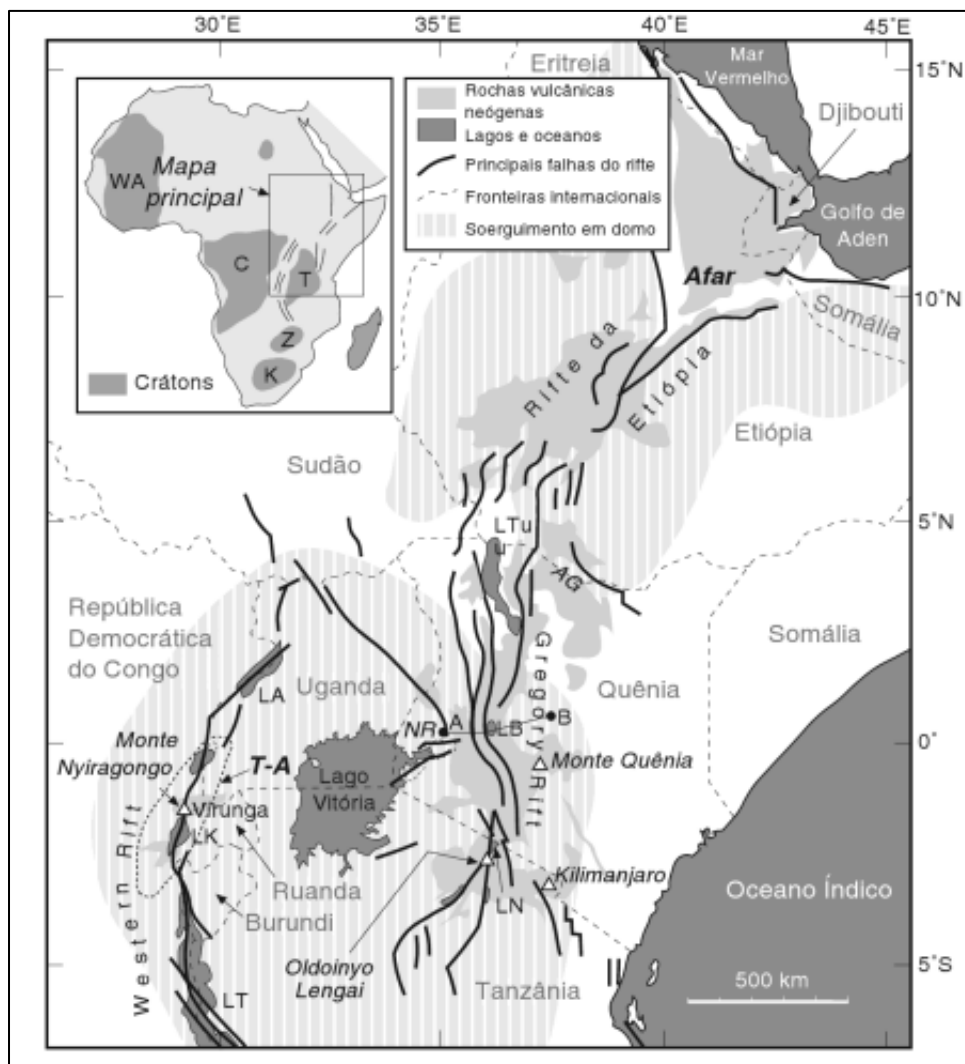 30˚E
35˚E
40˚E
45˚E
15˚N
10˚N
5˚N
0˚
5˚S
WA
Mapa
principal
C
T
Z
K
Crátons
Rochas vulcânicas
neógenas
Lagos e oceanos
Principais falhas do rifte
Fronteiras internacionais
Soerguimento em domo
Eritreia
Mar
Vermelho
Djibouti
Golfo de
Aden
Afar
Somália
Rifte da
Etiópia
Etiópia
Sudão
LTu
u
AG
República
Democrática
do Congo
Uganda
LA
Somália
Quênia
Gregory Rift
NR
A
LB
B
Monte
Nyiragongo
T-A
Lago
Vitória
Monte Quênia
Virunga
LK
Western Rift
Ruanda
Burundi
Kilimanjaro
LN
Oceano Índico
Oldoinyo
Lengai
Tanzânia
LT
500 km